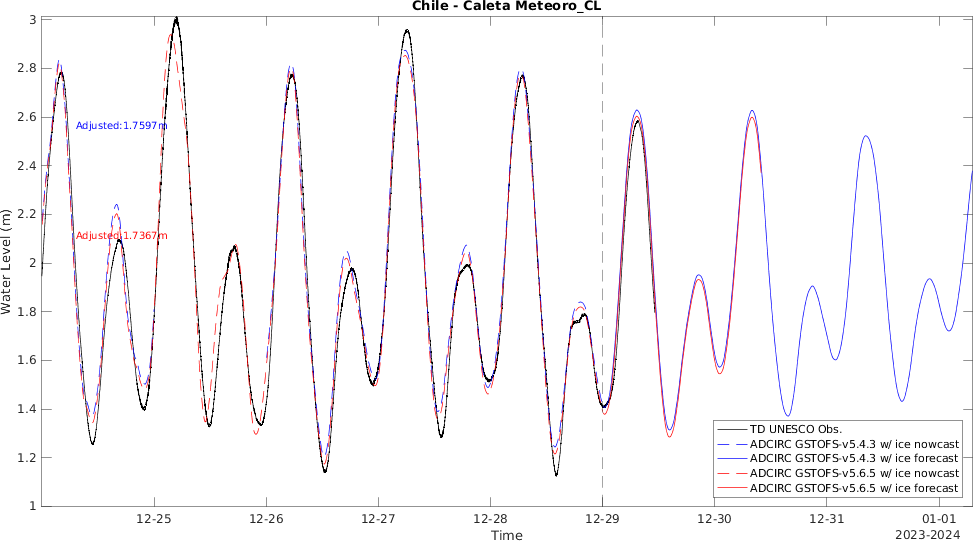 Chile - Caleta Meteoro_CL
3
2.8
2.6
2.4
2.2
2
1.8
1.6
1.4
1.2
1
Water Level (m)
Adjusted:1.7597m
Adjusted:1.7367m
TD UNESCO Obs.
ADCIRC GSTOFS-v5.4.3 w/ ice nowcast
ADCIRC GSTOFS-v5.4.3 w/ ice forecast
ADCIRC GSTOFS-v5.6.5 w/ ice nowcast
ADCIRC GSTOFS-v5.6.5 w/ ice forecast
12-25 12-26 12-27 12-28 12-29 12-30 12-31 01-01
Time
2023-2024